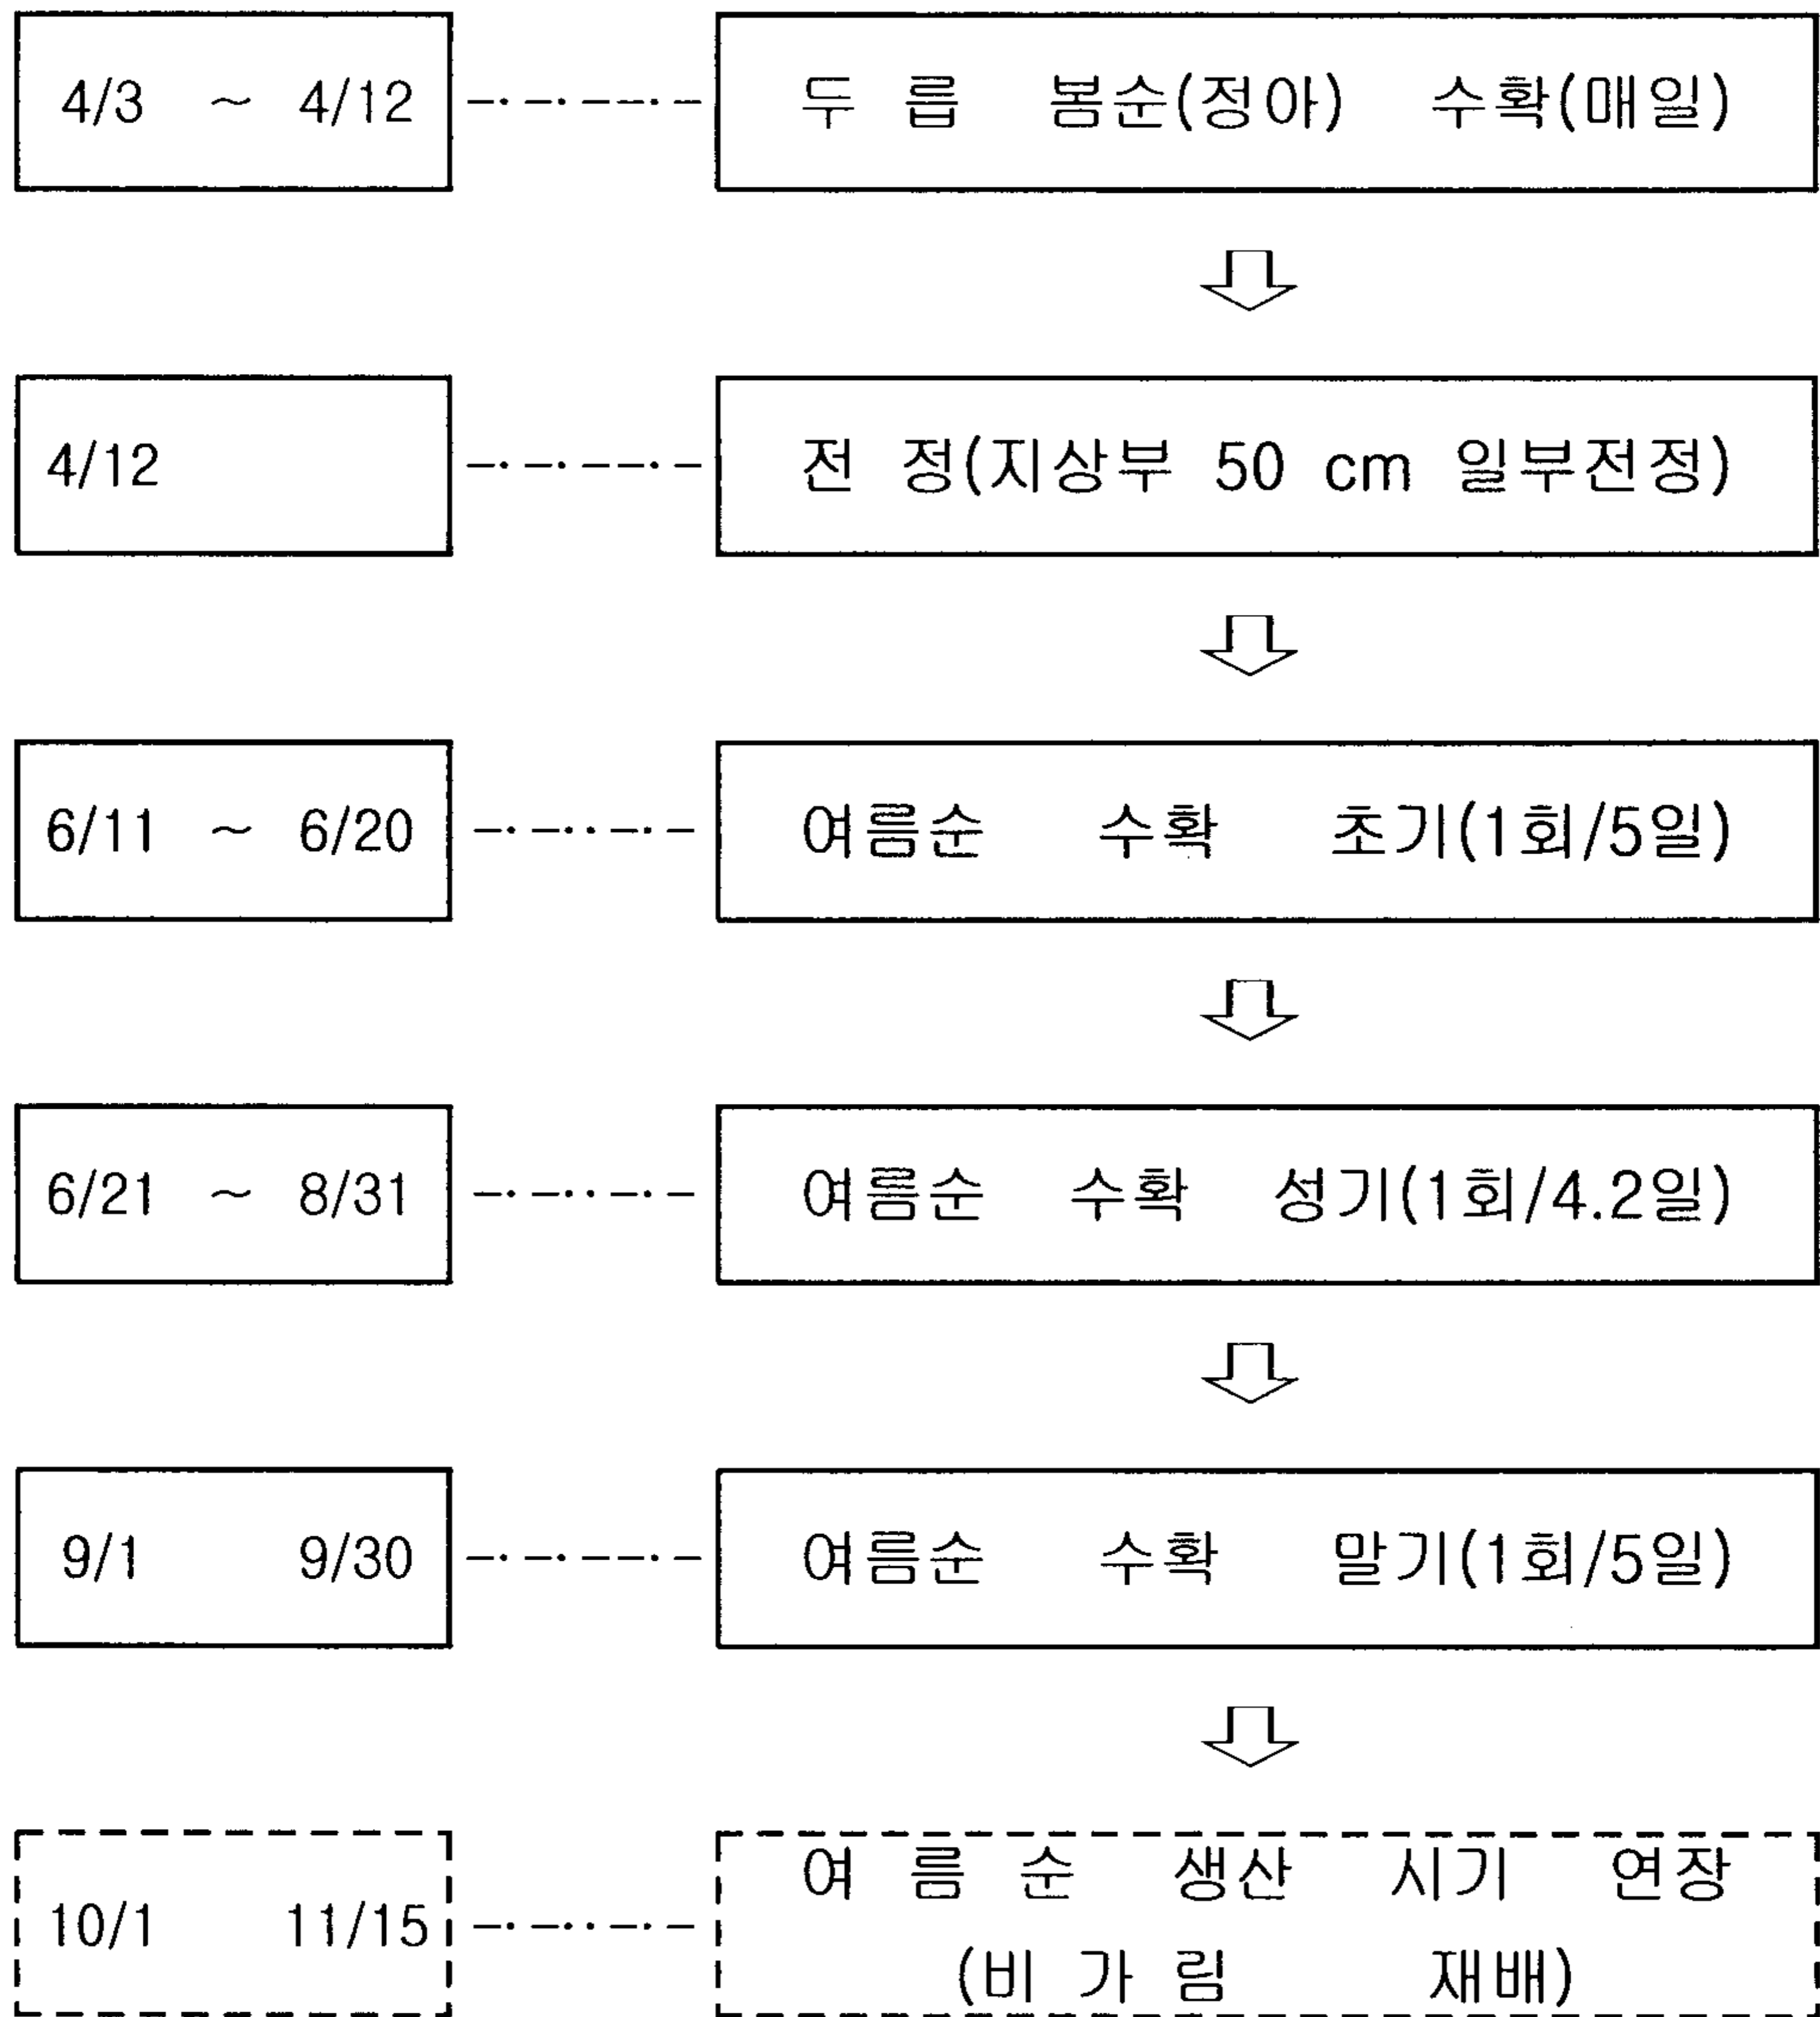 4/3 ~ 4/12 두 릅 봄순(정아) 수확(매일)
4/12 전 정(지상부 50 cm 일부전정)
6/11 ~ 6/20 여름순 수확 초기(1회/5일)
6/21 ~ 8/31 여름순 수확 성기(1회/4.2일)
9/1 9/30 여름순 수확 말기(1회/5일)
10/1 11/15 여 름 순 생산 시기 연장
(비 가 림 재배)